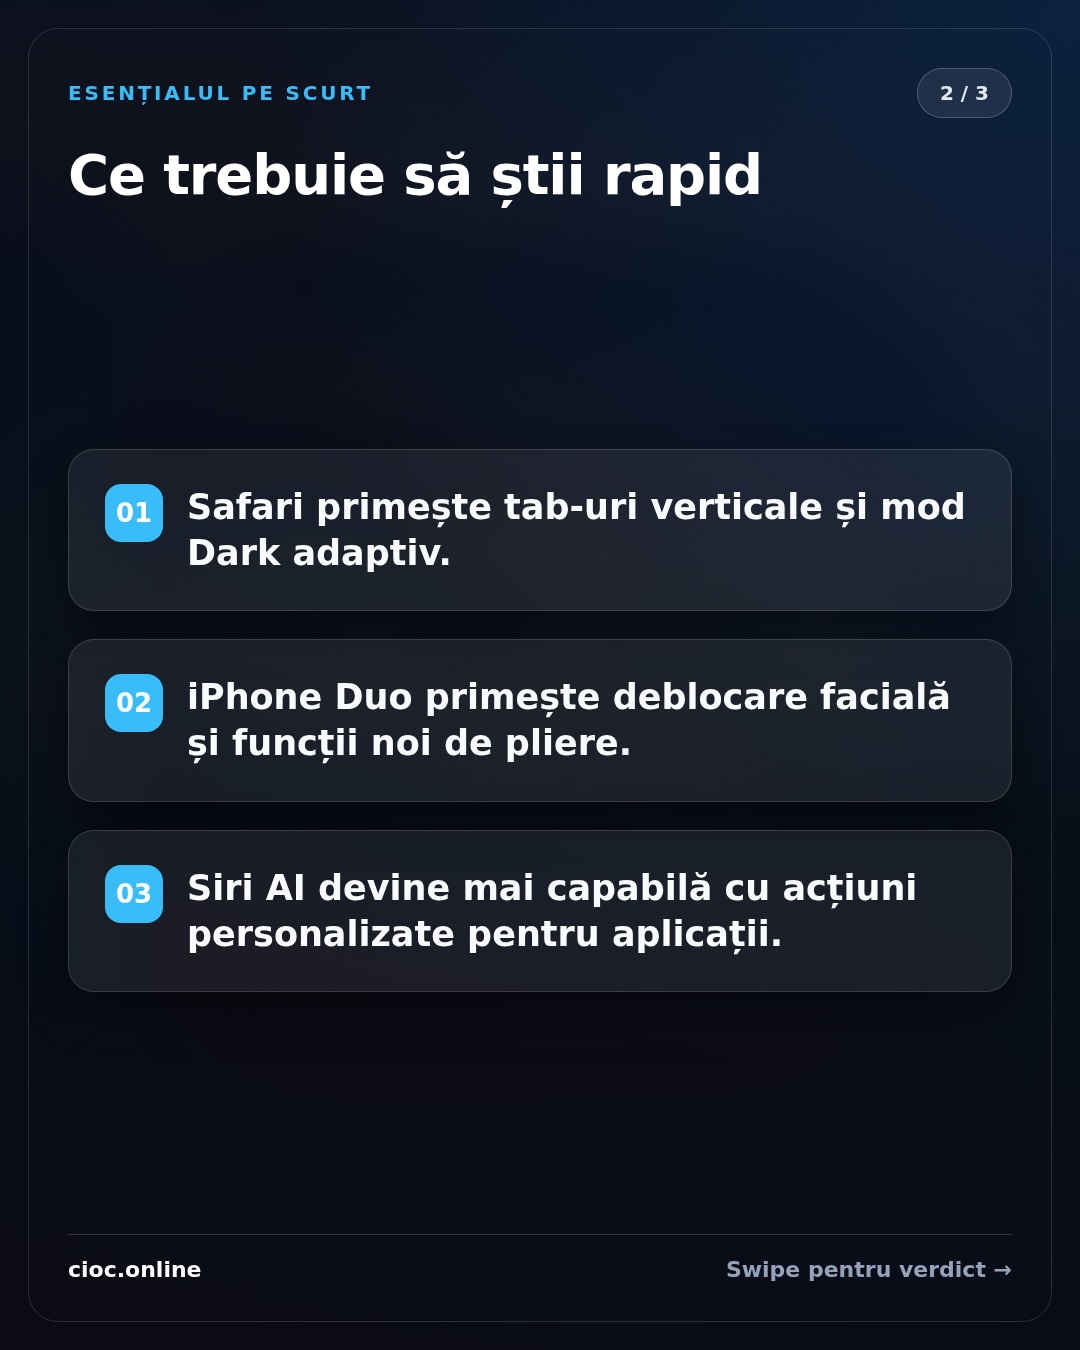 ESENȚIALUL PE SCURT
2 / 3
Ce trebuie să știi rapid
01
Safari primește tab-uri verticale și mod
Dark adaptiv.
02
iPhone Duo primește deblocare facială
și funcții noi de pliere.
03
Siri AI devine mai capabilă cu acțiuni
personalizate pentru aplicații.
cioc.online
Swipe pentru verdict →